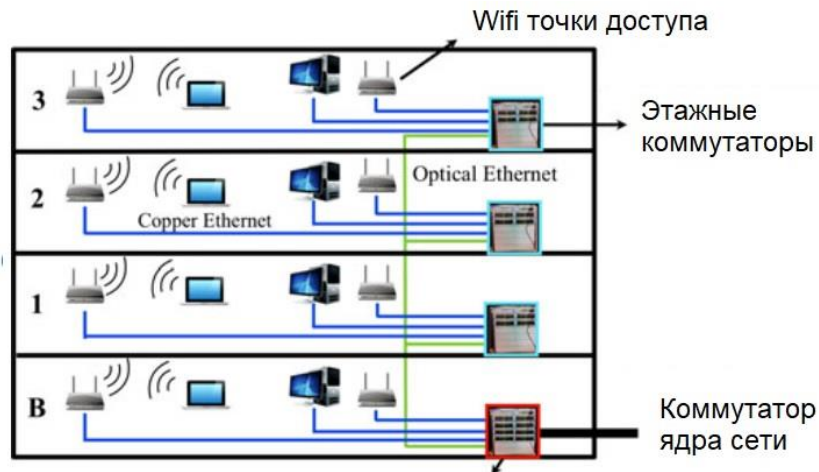 Wifi точки доступа
3
Этажные
коммутаторы
Optical Ethernet
2
Copper Ethernet
1
B
Коммутатор
ядра сети